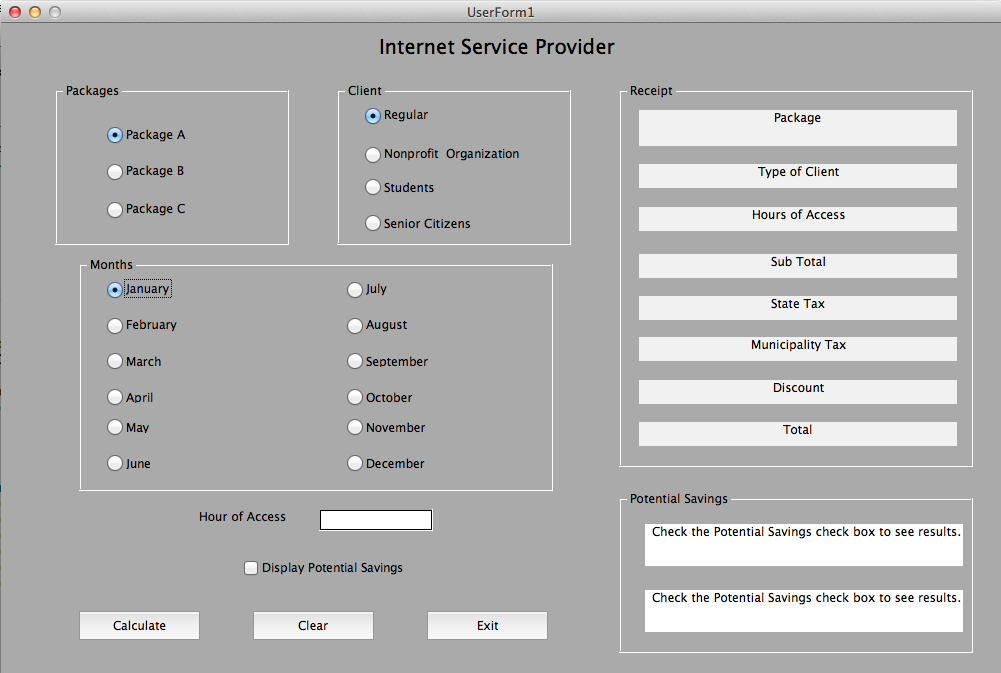 UserForm1
Internet Service Provider
Packages
Package A
Package B
Package C
Client
Regular
Nonprofit Organization
Students
Senior Citizens
Months
January
February
March
April
May
June
July
August
September
October
November
December
Hour of Access
Display Potential Savings
Calculate
Clear
Exit
Receipt
Package
Type of Client
Hours of Access
Sub Total
State Tax
Municipality Tax
Discount
Total
Potential Savings
Check the Potential Savings check box to see results.
Check the Potential Savings check box to see results.